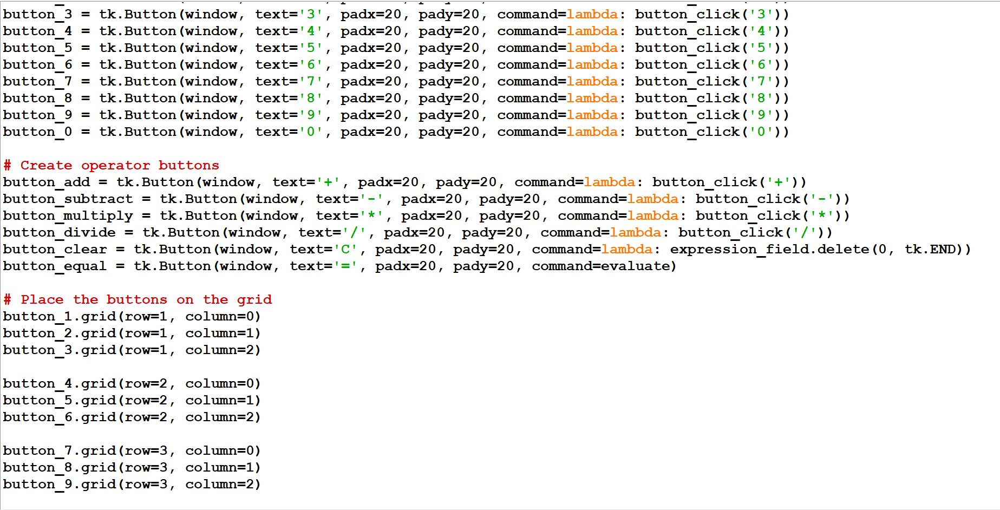 button_3 = tk.Button(window, text='3', padx=20, pady=20, command=lambda: button_click('3'))
button_4 = tk.Button(window, text='4', padx=20, pady=20, command=lambda: button_click('4'))
button_5 = tk.Button(window, text='5', padx=20, pady=20, command=lambda: button_click('5'))
button_6 = tk.Button(window, text='6', padx=20, pady=20, command=lambda: button_click('6'))
button_7 = tk.Button(window, text='7', padx=20, pady=20, command=lambda: button_click('7'))
button_8 = tk.Button(window, text='8', padx=20, pady=20, command=lambda: button_click('8'))
button_9 = tk.Button(window, text='9', padx=20, pady=20, command=lambda: button_click('9'))
button_0 = tk.Button(window, text='0', padx=20, pady=20, command=lambda: button_click('0'))
# Create operator buttons
button_add = tk.Button(window, text='+', padx=20, pady=20, command=lambda: button_click('+'))
button_subtract = tk.Button(window, text='-', padx=20, pady=20, command=lambda: button_click('-'))
button_multiply = tk.Button(window, text='*', padx=20, pady=20, command=lambda: button_click('*'))
button_divide = tk.Button(window, text='/', padx=20, pady=20, command=lambda: button_click('/'))
button_clear = tk.Button(window, text='C', padx=20, pady=20, command=lambda: expression_field.delete(0, tk.END))
button_equal = tk.Button(window, text='=', padx=20, pady=20, command=evaluate)
# Place the buttons on the grid
button_1.grid(row=1, column=0)
button_2.grid(row=1, column=1)
button_3.grid(row=1, column=2)
button_4.grid(row=2, column=0)
button_5.grid(row=2, column=1)
button_6.grid(row=2, column=2)
button_7.grid(row=3, column=0)
button_8.grid(row=3, column=1)
button_9.grid(row=3, column=2)